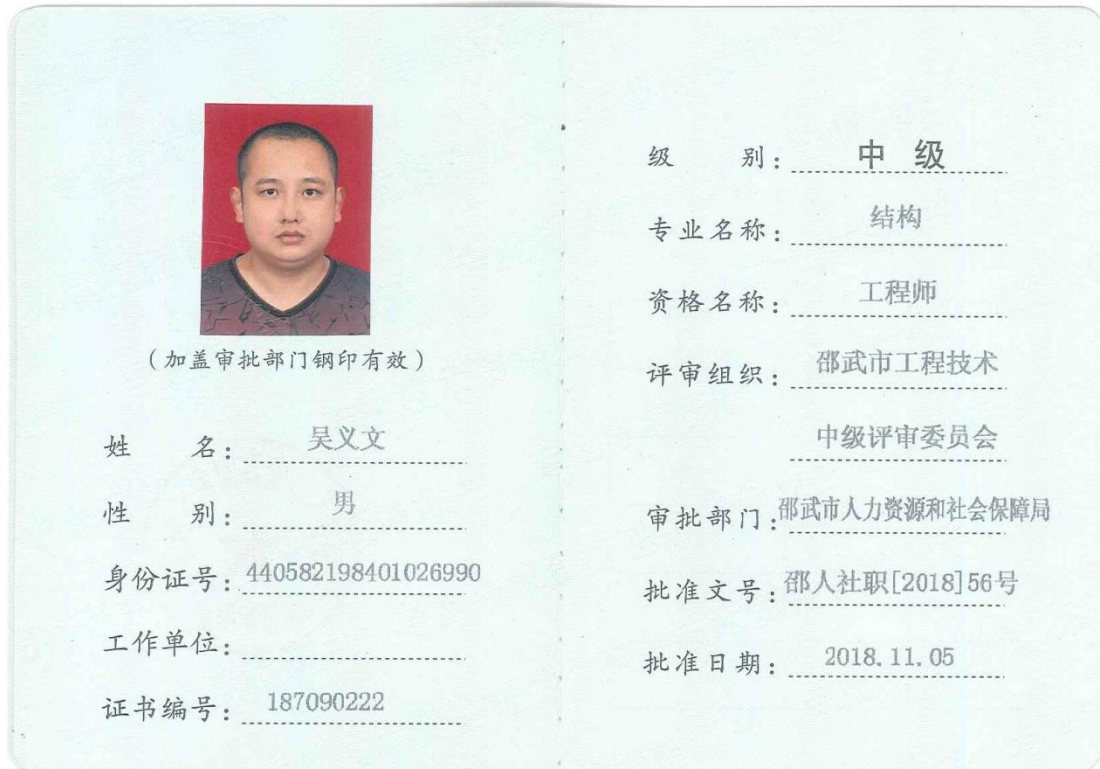 (加盖审批部门钢印有效)
姓 名: 吴义文
性 别: 男
身份证号: 440582198401026990
工作单位:
证书编号: 187090222
级 别: 中 级
专业名称: 结构
资格名称: 工程师
评审组织: 邵武市工程技术
中级评审委员会
审批部门: 邵武市人力资源和社会保障局
批准文号: 邵人社职[2018]56号
批准日期: 2018.11.05